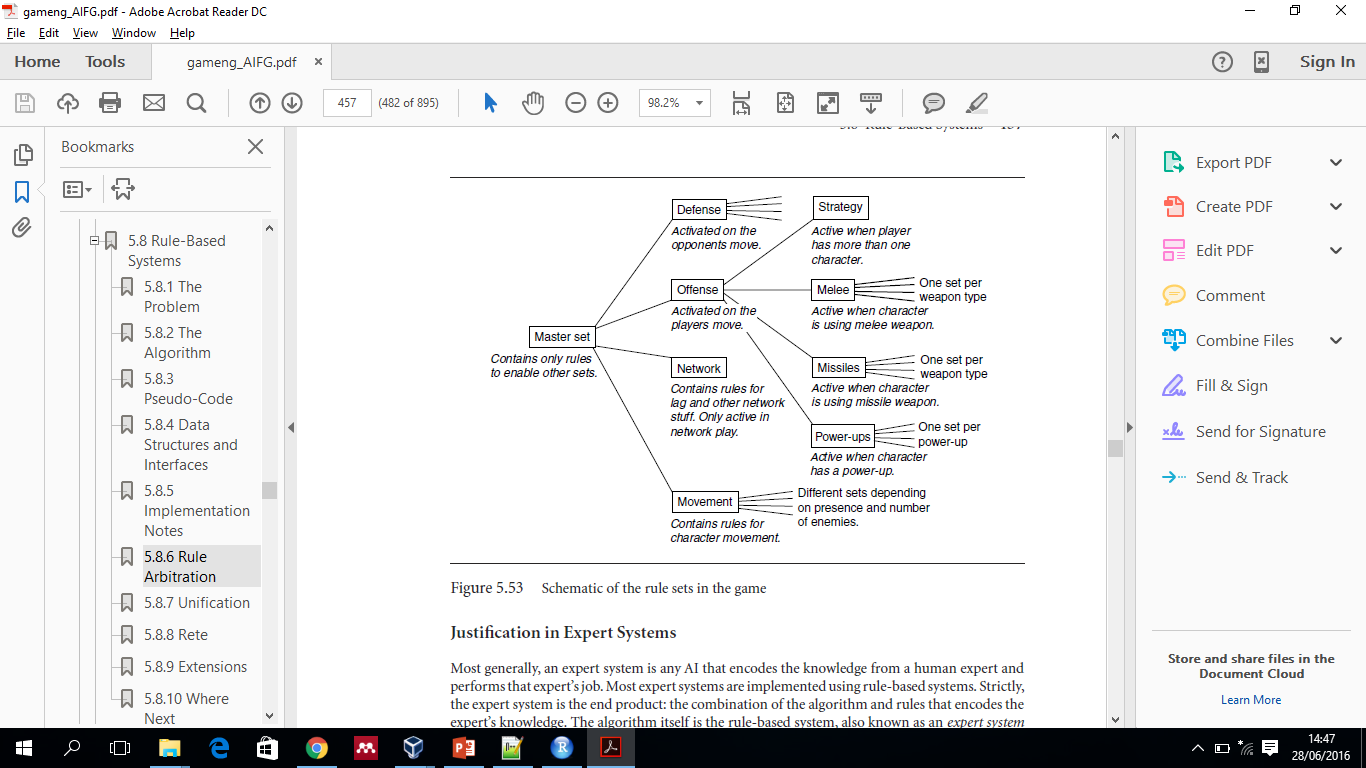 gameng_AIFG.pdf - Adobe Acrobat Reader DC
File Edit View Window Help
Home Tools gameng_AIFG.pdf × Sign In
457 (482 of 895) 98.2%
Bookmarks
5.8 Rule-Based
Systems
5.8.1 The
Problem
5.8.2 The
Algorithm
5.8.3
Pseudo-Code
5.8.4 Data
Structures and
Interfaces
5.8.5
Implementation
Notes
5.8.6 Rule
Arbitration
5.8.7 Unification
5.8.8 Rete
5.8.9 Extensions
5.8.10 Where
Next
5.8 Rule-Based Systems 457
Master set
Contains only rules
to enable other sets.
Defense
Activated on the
opponents move.
Offense
Activated on the
players move.
Network
Contains rules for
lag and other network
stuff. Only active in
network play.
Movement
Contains rules for
character movement.
Different sets depending
on presence and number
of enemies.
Strategy
Active when player
has more than one
character.
Melee
Active when character
is using melee weapon.
One set per
weapon type
Missiles
Active when character
is using missile weapon.
One set per
weapon type
Power-ups
Active when character
has a power-up.
One set per
power-up
Figure 5.53 Schematic of the rule sets in the game
Justification in Expert Systems
Most generally, an expert system is any AI that encodes the knowledge from a human expert and
performs that expert's job. Most expert systems are implemented using rule-based systems. Strictly,
the expert system is the end product: the combination of the algorithm and rules that encodes the
expert's knowledge. The algorithm itself is the rule-based system, also known as an expert system
Export PDF
Create PDF
Edit PDF
Comment
Combine Files
Fill & Sign
Send for Signature
Send & Track
Store and share files in the
Document Cloud
Learn More
14:47
28/06/2016